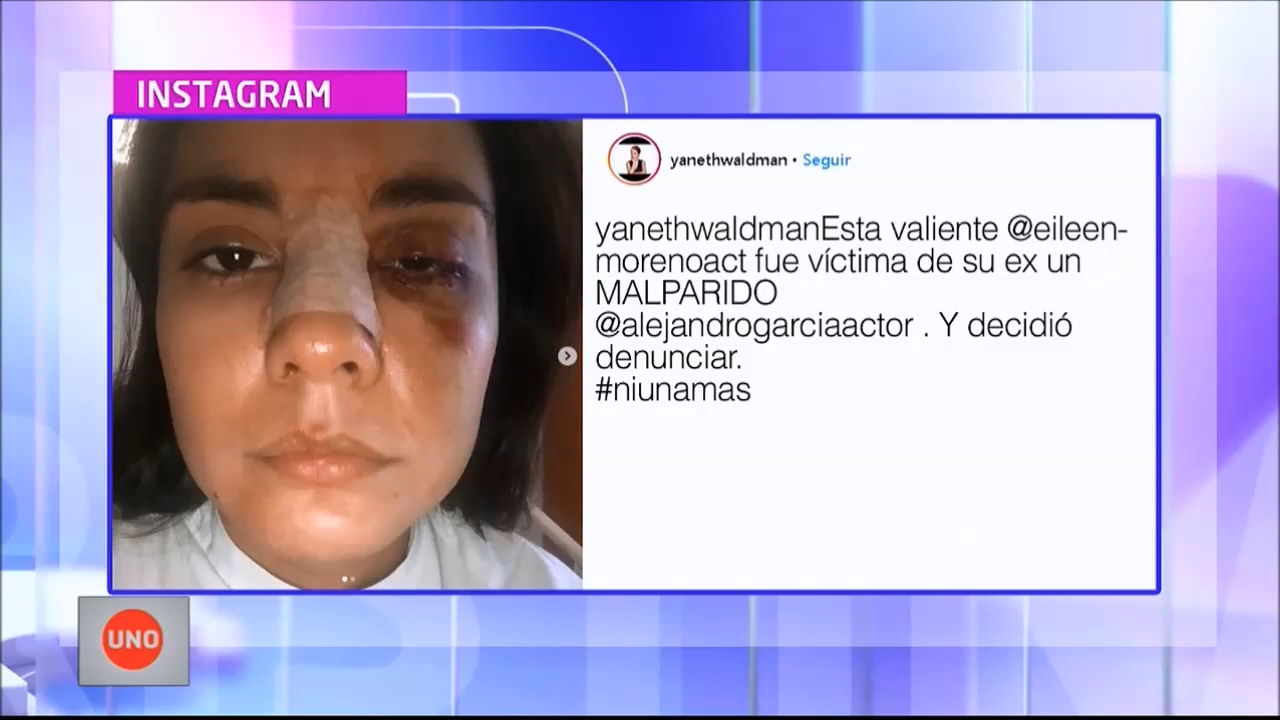 INSTAGRAM
yanethwaldman • Seguir
yanethwaldmanEsta valiente @eileen-
morenoact fue víctima de su ex un
MALPARIDO
@alejandrogarciaactor . Y decidió
denunciar.
#niunamas
UNO